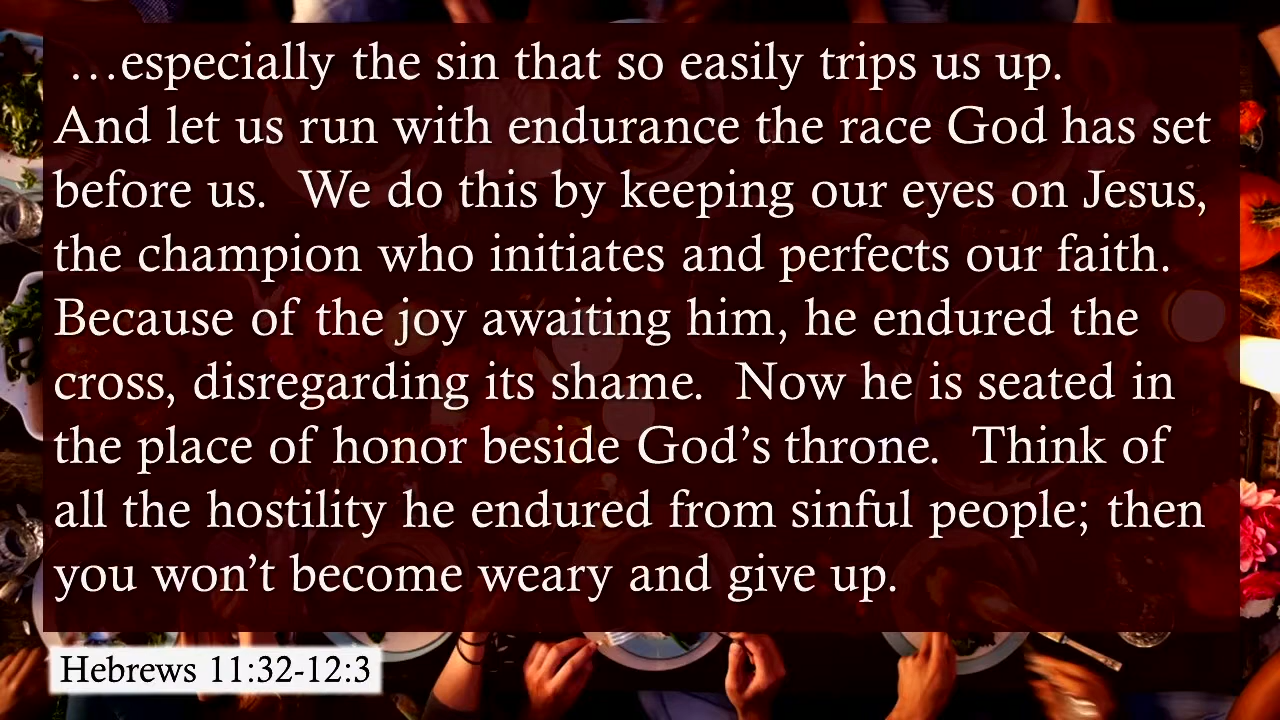 …especially the sin that so easily trips us up.
And let us run with endurance the race God has set
before us.  We do this by keeping our eyes on Jesus,
the champion who initiates and perfects our faith.
Because of the joy awaiting him, he endured the
cross, disregarding its shame.  Now he is seated in
the place of honor beside God’s throne.  Think of
all the hostility he endured from sinful people; then
you won’t become weary and give up.
Hebrews 11:32-12:3